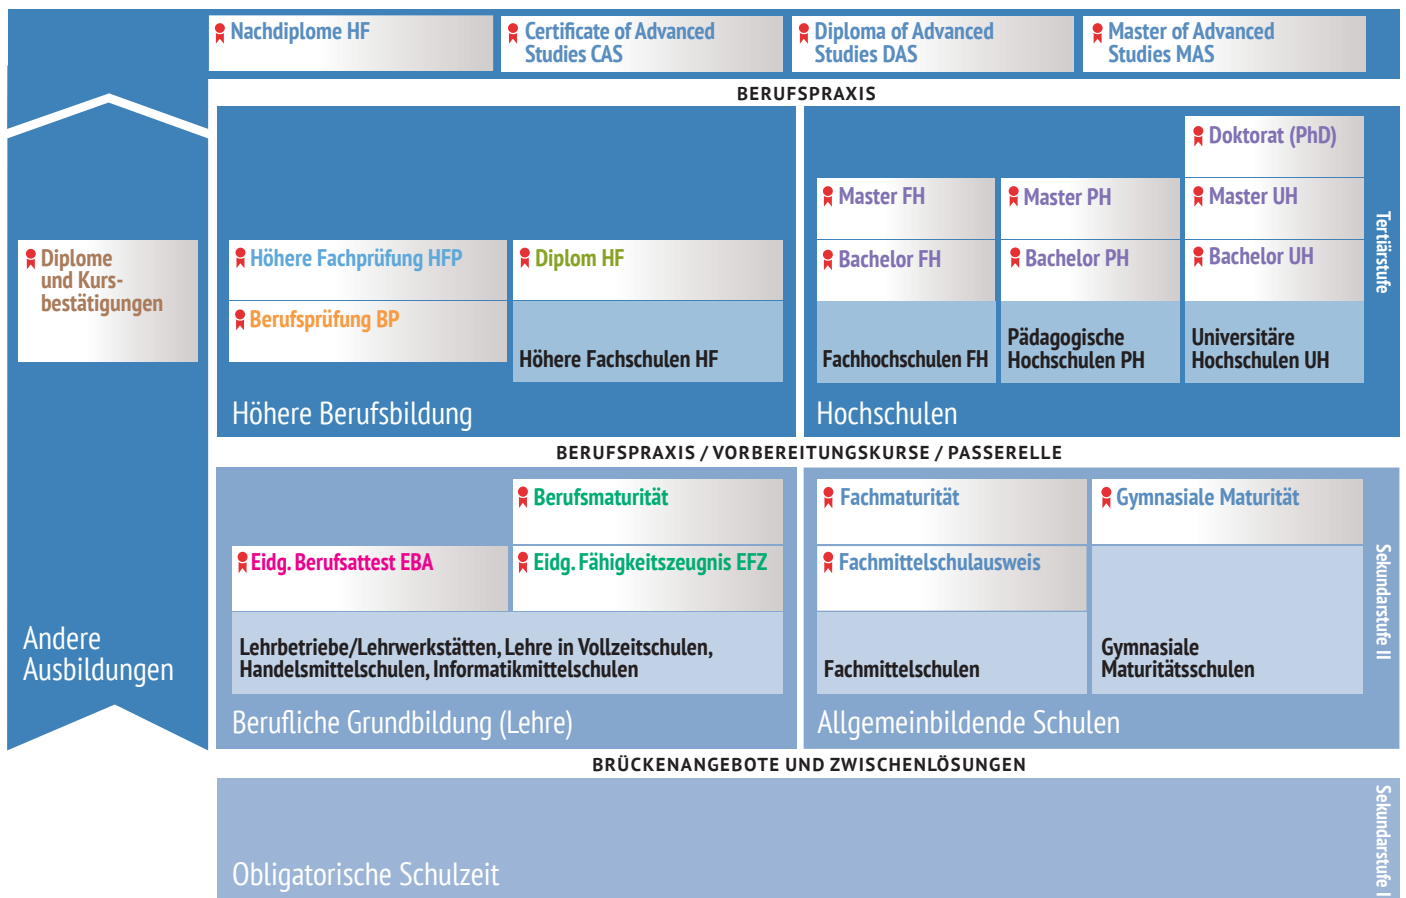 Nachdiplome HF
Certificate of Advanced
Studies CAS
Diploma of Advanced
Studies DAS
Master of Advanced
Studies MAS
BERUFSPRAXIS
Doktorat (PhD)
Master FH
Master PH
Master UH
Tertiärstufe
Diplome
und Kurs-
bestätigungen
Höhere Fachprüfung HFP
Diplom HF
Bachelor FH
Bachelor PH
Bachelor UH
Berufsprüfung BP
Höhere Fachschulen HF
Fachhochschulen FH
Pädagogische
Hochschulen PH
Universitäre
Hochschulen UH
Höhere Berufsbildung
Hochschulen
BERUFSPRAXIS / VORBEREITUNGSKURSE / PASSERELLE
Berufsmaturität
Fachmaturität
Gymnasiale Maturität
Eidg. Berufsattest EBA
Eidg. Fähigkeitszeugnis EFZ
Fachmittelschulausweis
Sekundarstufe II
Andere
Ausbildungen
Lehrbetriebe/Lehrwerkstätten, Lehre in Vollzeitschulen,
Handelsmittelschulen, Informatikmittelschulen
Fachmittelschulen
Gymnasiale
Maturitätsschulen
Berufliche Grundbildung (Lehre)
Allgemeinbildende Schulen
BRÜCKENANGEBOTE UND ZWISCHENLÖSUNGEN
Obligatorische Schulzeit
Sekundarstufe I